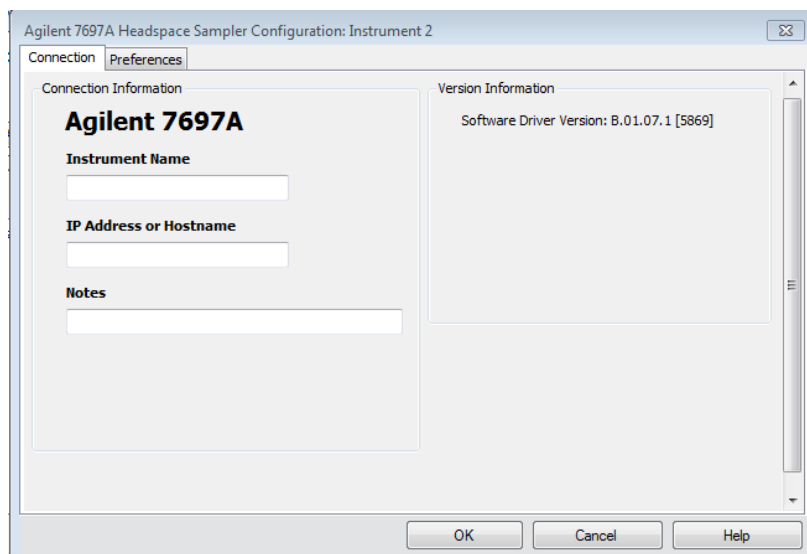 Agilent 7697A Headspace Sampler Configuration: Instrument 2
Connection Preferences
Connection Information
Agilent 7697A
Instrument Name
IP Address or Hostname
Notes
Version Information
Software Driver Version: B.01.07.1 [5869]
OK Cancel Help